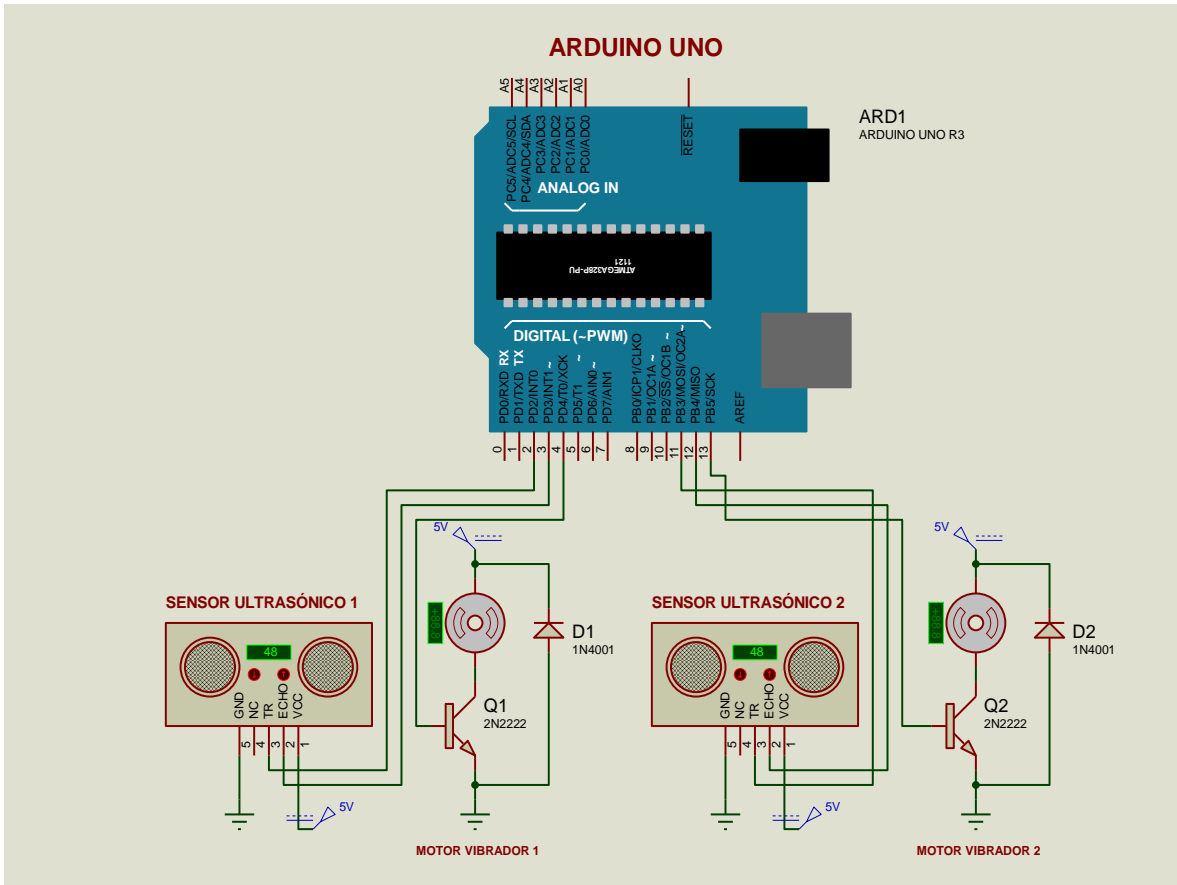 ARDUINO UNO
A5
A4
A3
A2
A1
A0
PC5/ADC5/SCL
PC4/ADC4/SDA
PC3/ADC3
PC2/ADC2
PC1/ADC1
PC0/ADC0
RESET
ARD1
ARDUINO UNO R3
ANALOG IN
ATMEGA328P-PU
1121
DIGITAL (~PWM)
RX
TX
PD0/RXD
PD1/TXD
PD2/INT0
PD3/INT1 ~
PD4/T0/XCK
PD5/T1 ~
PD6/AIN0 ~
PD7/AIN1
PB0/ICP1/CLKO
PB1/OC1A ~
PB2/SS/OC1B ~
PB3/MOSI/OC2A ~
PB4/MISO
PB5/SCK
AREF
0
1
2
3
4
5
6
7
8
9
10
11
12
13
5V
5V
SENSOR ULTRASÓNICO 1
48
GND
NC
TR
ECHO
VCC
5
4
3
2
1
5V
D1
1N4001
Q1
2N2222
MOTOR VIBRADOR 1
SENSOR ULTRASÓNICO 2
48
GND
NC
TR
ECHO
VCC
5
4
3
2
1
5V
D2
1N4001
Q2
2N2222
MOTOR VIBRADOR 2